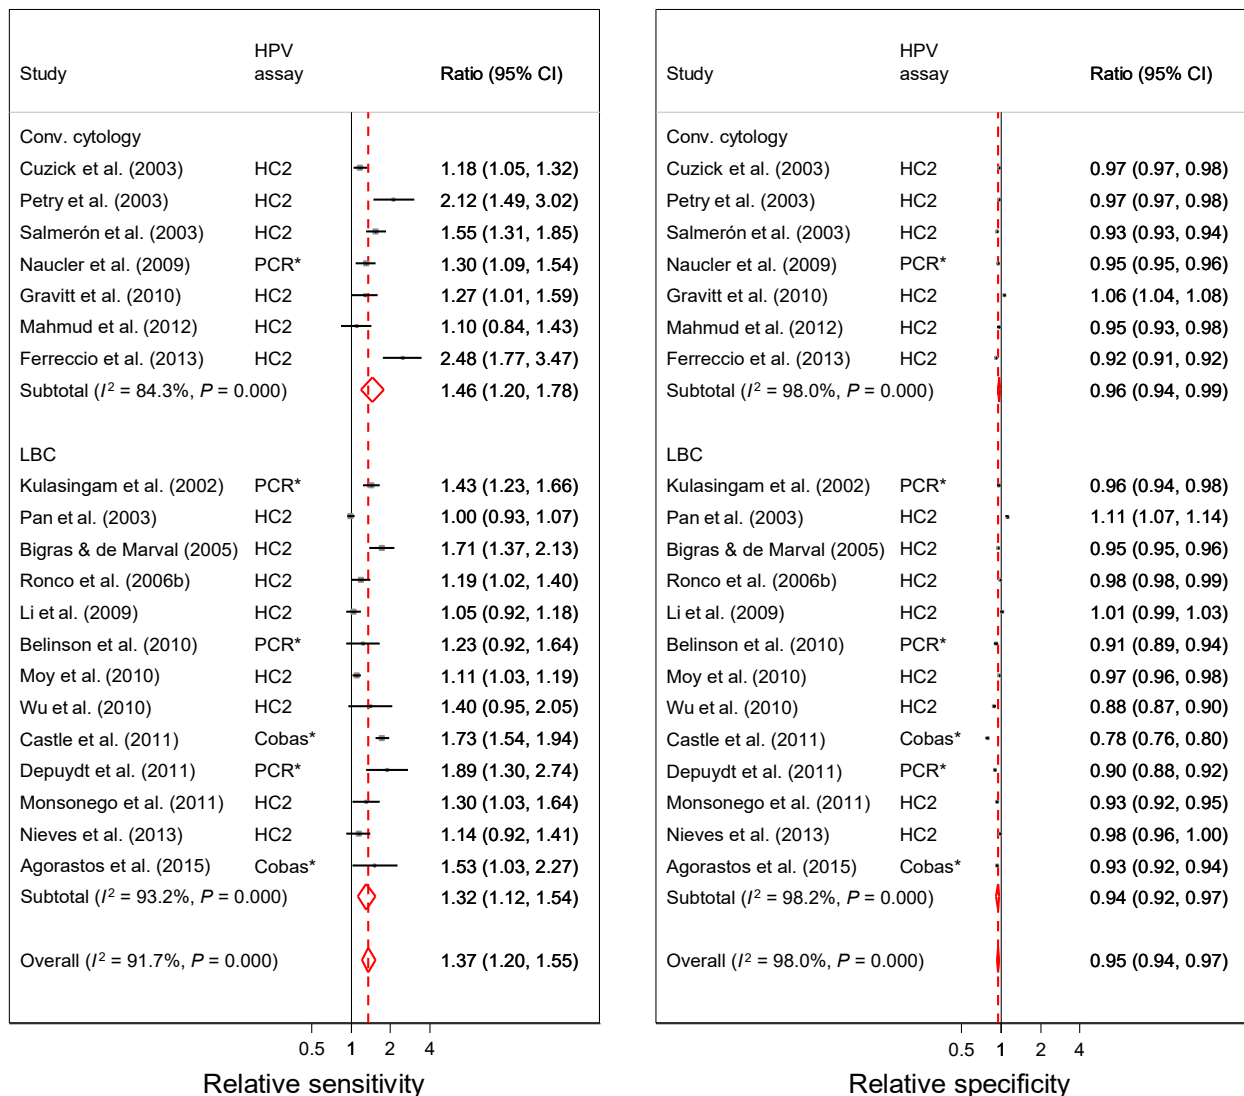 Study HPV assay Ratio (95% CI)
Conv. cytology
Cuzick et al. (2003) HC2 1.18 (1.05, 1.32)
Petry et al. (2003) HC2 2.12 (1.49, 3.02)
Salmerón et al. (2003) HC2 1.55 (1.31, 1.85)
Naucler et al. (2009) PCR* 1.30 (1.09, 1.54)
Gravitt et al. (2010) HC2 1.27 (1.01, 1.59)
Mahmud et al. (2012) HC2 1.10 (0.84, 1.43)
Ferreccio et al. (2013) HC2 2.48 (1.77, 3.47)
Subtotal (I² = 84.3%, P = 0.000) 1.46 (1.20, 1.78)
LBC
Kulasingam et al. (2002) PCR* 1.43 (1.23, 1.66)
Pan et al. (2003) HC2 1.00 (0.93, 1.07)
Bigras & de Marval (2005) HC2 1.71 (1.37, 2.13)
Ronco et al. (2006b) HC2 1.19 (1.02, 1.40)
Li et al. (2009) HC2 1.05 (0.92, 1.18)
Belinson et al. (2010) PCR* 1.23 (0.92, 1.64)
Moy et al. (2010) HC2 1.11 (1.03, 1.19)
Wu et al. (2010) HC2 1.40 (0.95, 2.05)
Castle et al. (2011) Cobas* 1.73 (1.54, 1.94)
Depuydt et al. (2011) PCR* 1.89 (1.30, 2.74)
Monsonego et al. (2011) HC2 1.30 (1.03, 1.64)
Nieves et al. (2013) HC2 1.14 (0.92, 1.41)
Agorastos et al. (2015) Cobas* 1.53 (1.03, 2.27)
Subtotal (I² = 93.2%, P = 0.000) 1.32 (1.12, 1.54)
Overall (I² = 91.7%, P = 0.000) 1.37 (1.20, 1.55)
0.5 1 2 4
Relative sensitivity
Study HPV assay Ratio (95% CI)
Conv. cytology
Cuzick et al. (2003) HC2 0.97 (0.97, 0.98)
Petry et al. (2003) HC2 0.97 (0.97, 0.98)
Salmerón et al. (2003) HC2 0.93 (0.93, 0.94)
Naucler et al. (2009) PCR* 0.95 (0.95, 0.96)
Gravitt et al. (2010) HC2 1.06 (1.04, 1.08)
Mahmud et al. (2012) HC2 0.95 (0.93, 0.98)
Ferreccio et al. (2013) HC2 0.92 (0.91, 0.92)
Subtotal (I² = 98.0%, P = 0.000) 0.96 (0.94, 0.99)
LBC
Kulasingam et al. (2002) PCR* 0.96 (0.94, 0.98)
Pan et al. (2003) HC2 1.11 (1.07, 1.14)
Bigras & de Marval (2005) HC2 0.95 (0.95, 0.96)
Ronco et al. (2006b) HC2 0.98 (0.98, 0.99)
Li et al. (2009) HC2 1.01 (0.99, 1.03)
Belinson et al. (2010) PCR* 0.91 (0.89, 0.94)
Moy et al. (2010) HC2 0.97 (0.96, 0.98)
Wu et al. (2010) HC2 0.88 (0.87, 0.90)
Castle et al. (2011) Cobas* 0.78 (0.76, 0.80)
Depuydt et al. (2011) PCR* 0.90 (0.88, 0.92)
Monsonego et al. (2011) HC2 0.93 (0.92, 0.95)
Nieves et al. (2013) HC2 0.98 (0.96, 1.00)
Agorastos et al. (2015) Cobas* 0.93 (0.92, 0.94)
Subtotal (I² = 98.2%, P = 0.000) 0.94 (0.92, 0.97)
Overall (I² = 98.0%, P = 0.000) 0.95 (0.94, 0.97)
0.5 1 2 4
Relative specificity